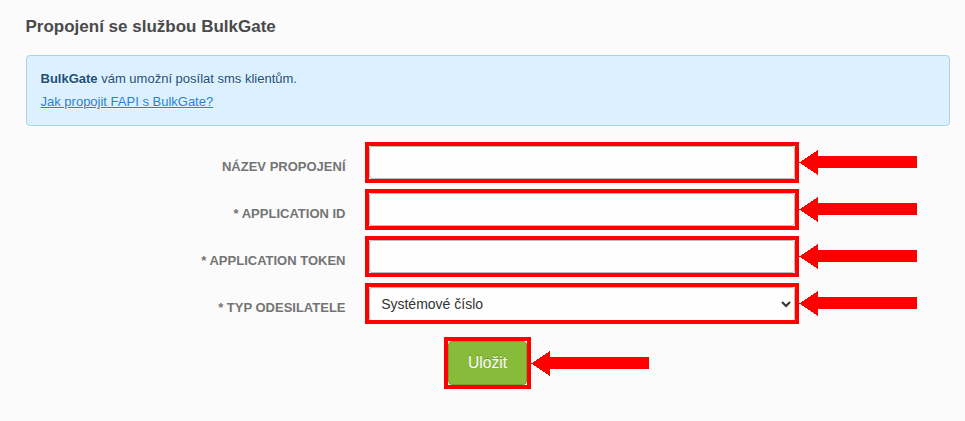 Propojení se službou BulkGate
BulkGate vám umožní posílat sms klientům.
Jak propojit FAPI s BulkGate?
NÁZEV PROPOJENÍ
* APPLICATION ID
* APPLICATION TOKEN
* TYP ODESILATELE
Systémové číslo
Uložit